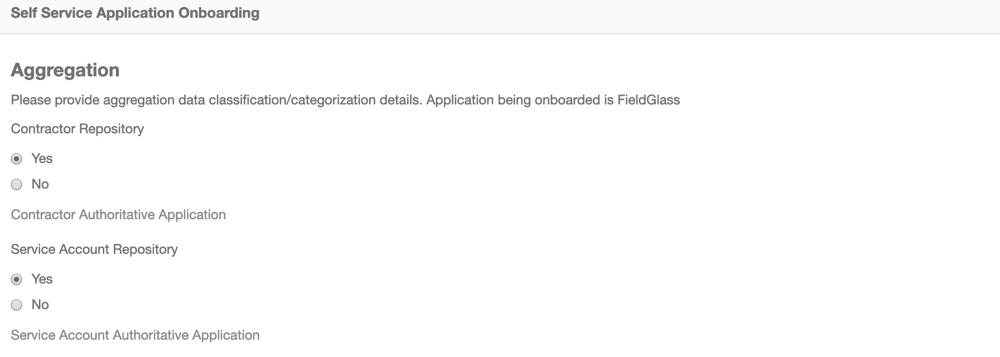 Self Service Application Onboarding
Aggregation
Please provide aggregation data classification/categorization details. Application being onboarded is FieldGlass
Contractor Repository
Yes
No
Contractor Authoritative Application
Service Account Repository
Yes
No
Service Account Authoritative Application